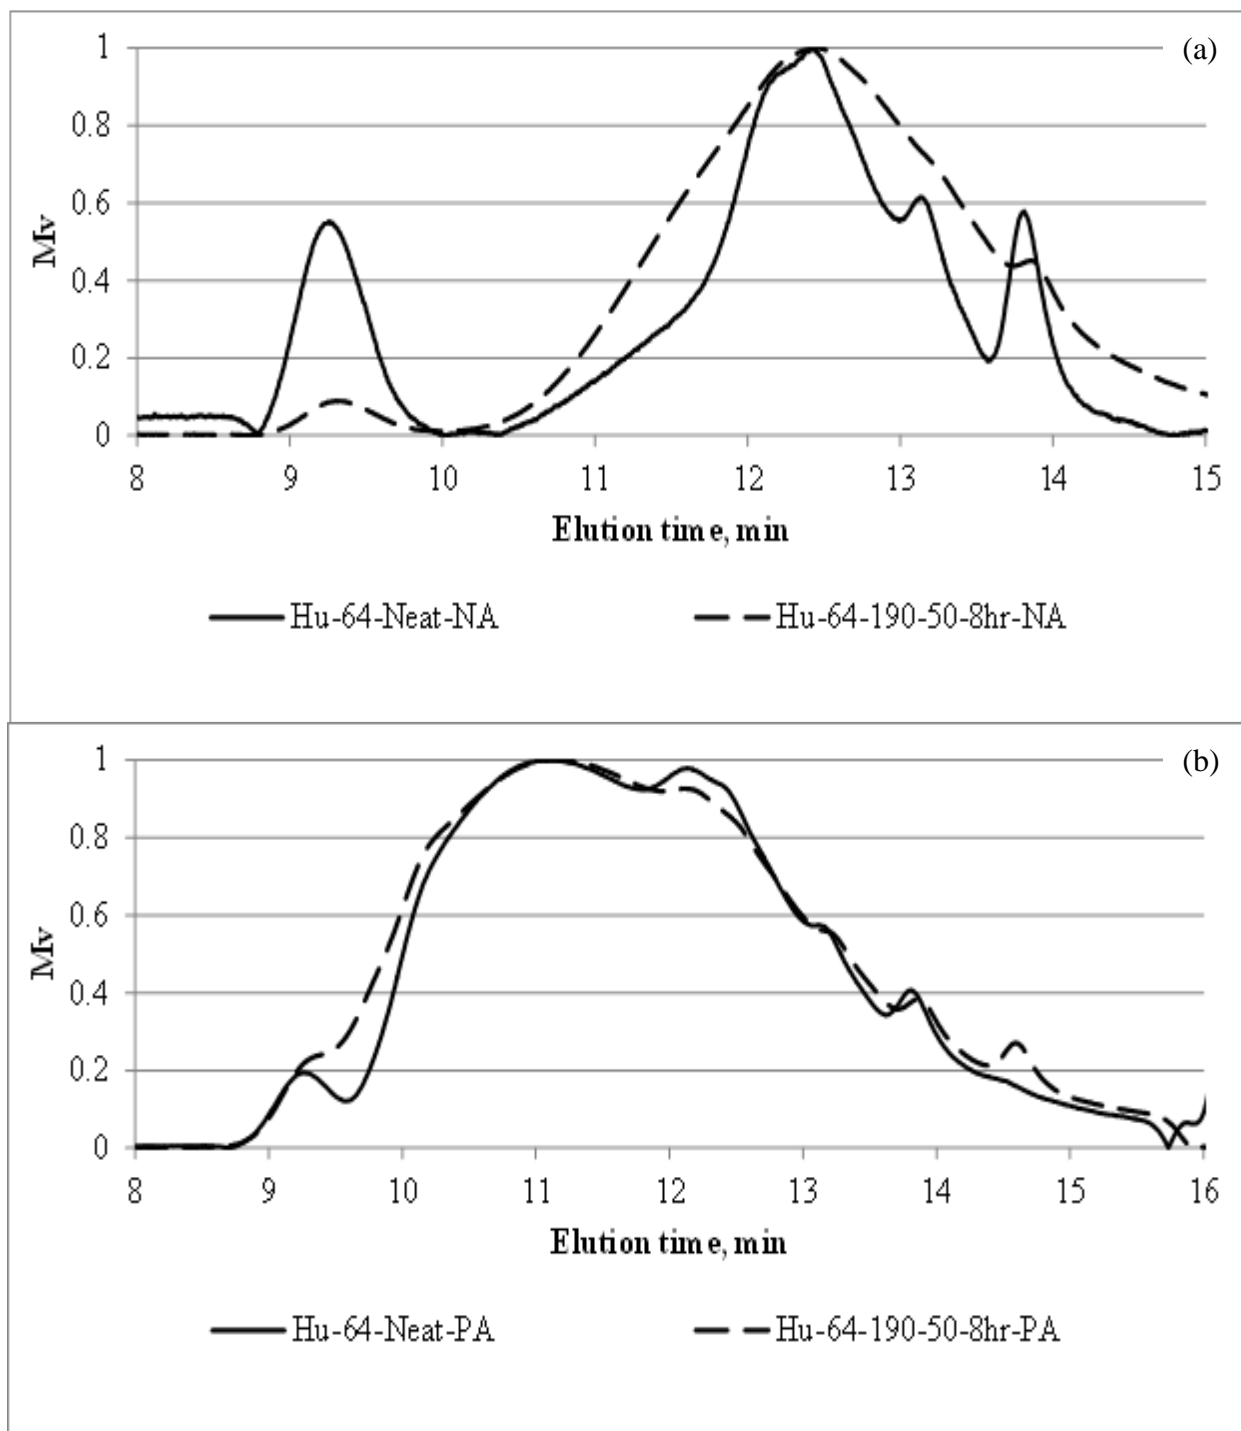 (a)
1
0.8
0.6
0.4
0.2
0
Mv
8 9 10 11 12 13 14 15
Elution time, min
Hu-64-Neat-NA Hu-64-190-50-8hr-NA
(b)
1
0.8
0.6
0.4
0.2
0
Mv
8 9 10 11 12 13 14 15 16
Elution time, min
Hu-64-Neat-PA Hu-64-190-50-8hr-PA